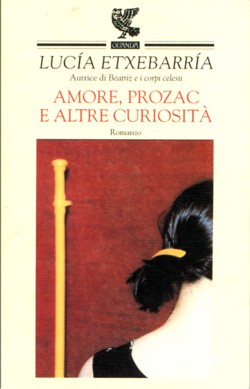 GUANDA
LUCÍA ETXEBARRÍA
Autrice di Beatriz e i corpi celesti
AMORE, PROZAC
E ALTRE CURIOSITÀ
Romanzo